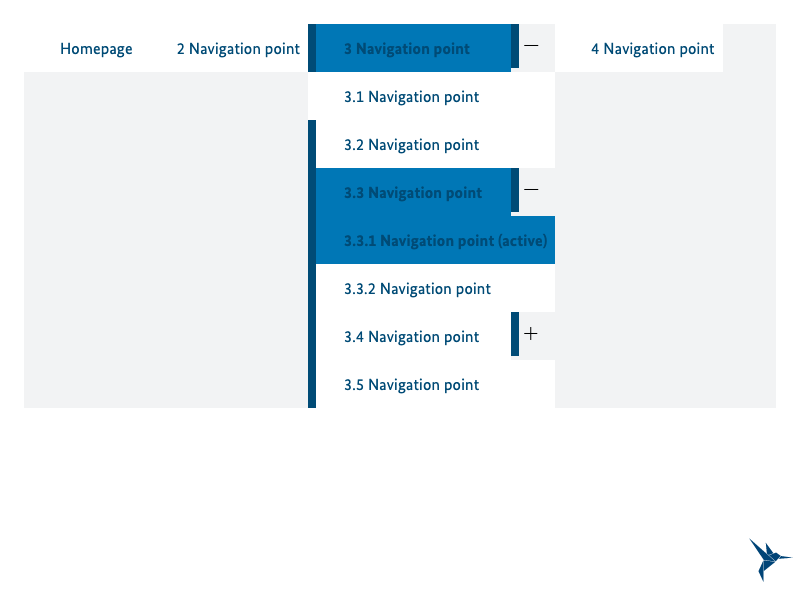 Homepage
2 Navigation point
3 Navigation point
4 Navigation point
3.1 Navigation point
3.2 Navigation point
3.3 Navigation point
3.3.1 Navigation point (active)
3.3.2 Navigation point
3.4 Navigation point
3.5 Navigation point